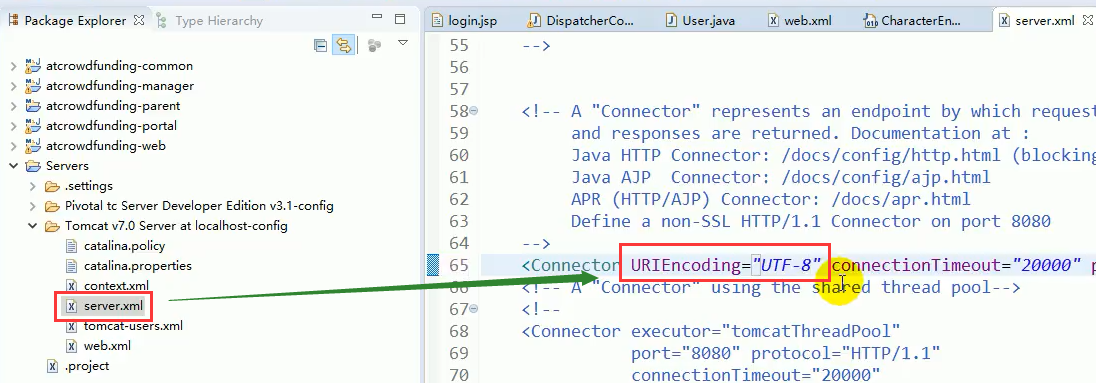 Package Explorer
Type Hierarchy
atcrowdfunding-common
atcrowdfunding-manager
atcrowdfunding-parent
atcrowdfunding-portal
atcrowdfunding-web
Servers
.settings
Pivotal tc Server Developer Edition v3.1-config
Tomcat v7.0 Server at localhost-config
catalina.policy
catalina.properties
context.xml
server.xml
tomcat-users.xml
web.xml
.project
login.jsp
DispatcherCo...
User.java
web.xml
CharacterEn...
server.xml
55 -->
56
57
58 <!-- A "Connector" represents an endpoint by which request
59 and responses are returned. Documentation at :
60 Java HTTP Connector: /docs/config/http.html (blocking
61 Java AJP  Connector: /docs/config/ajp.html
62 APR (HTTP/AJP) Connector: /docs/apr.html
63 Define a non-SSL HTTP/1.1 Connector on port 8080
64 -->
65 <Connector URIEncoding="UTF-8" connectionTimeout="20000" p
66 <!-- A "Connector" using the shared thread pool-->
67 <!--
68 <Connector executor="tomcatThreadPool"
69 port="8080" protocol="HTTP/1.1"
70 connectionTimeout="20000"